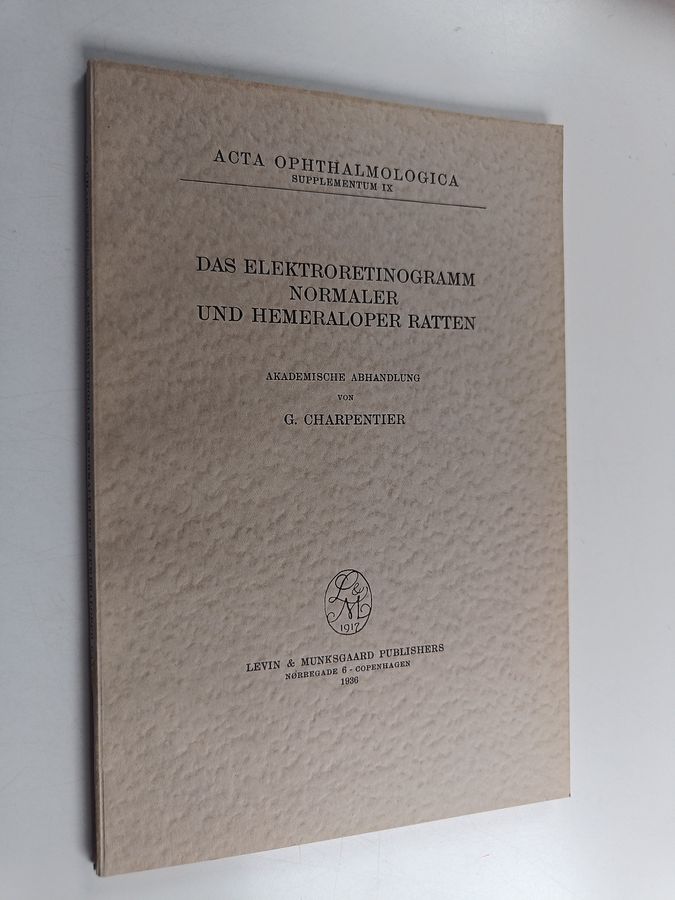 ACTA OPHTHALMOLOGICA
SUPPLEMENTUM IX
DAS ELEKTRORETINOGRAMM
NORMALER
UND HEMERALOPER RATTEN
AKADEMISCHE ABHANDLUNG
VON
G. CHARPENTIER
L & M
1917
LEVIN & MUNKSGAARD PUBLISHERS
NØRREGADE 6 - COPENHAGEN
1936